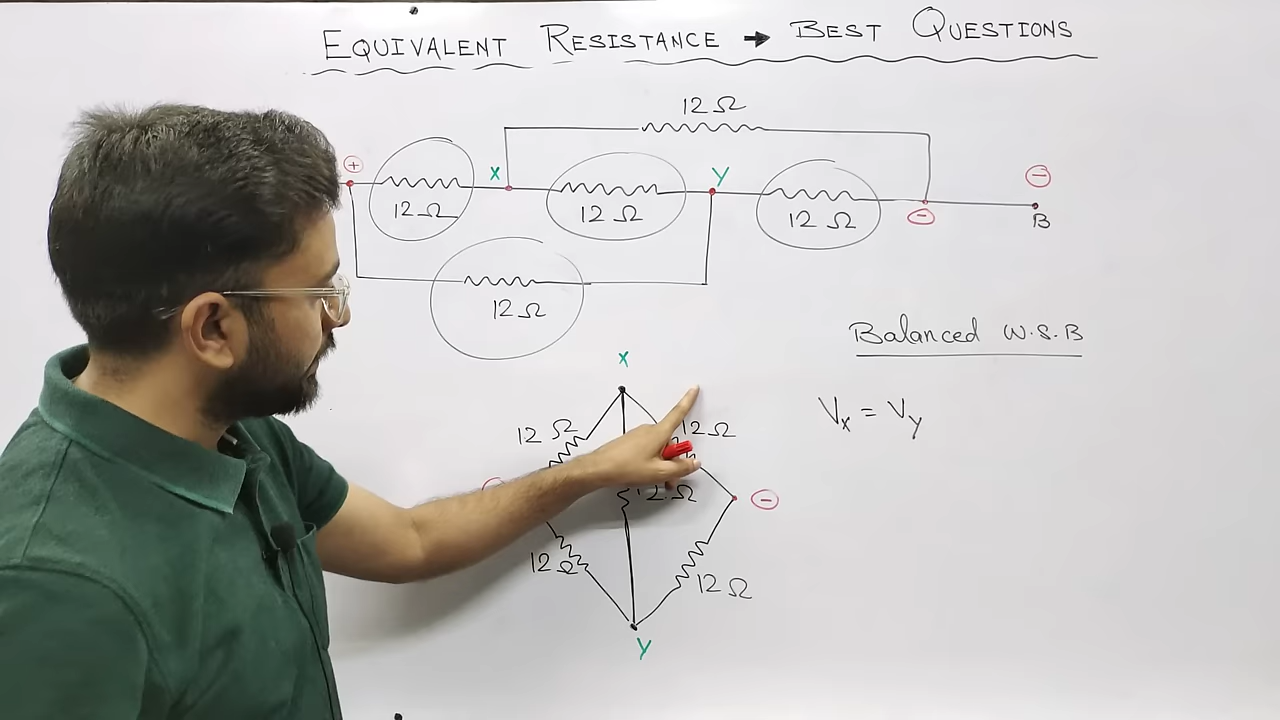 EQUIVALENT RESISTANCE → BEST QUESTIONS
12 Ω
+
X
Y
−
12 Ω
12 Ω
12 Ω
−
B
12 Ω
Balanced W.S.B
X
Vx = Vy
12 Ω
12 Ω
12 Ω
−
12 Ω
12 Ω
Y